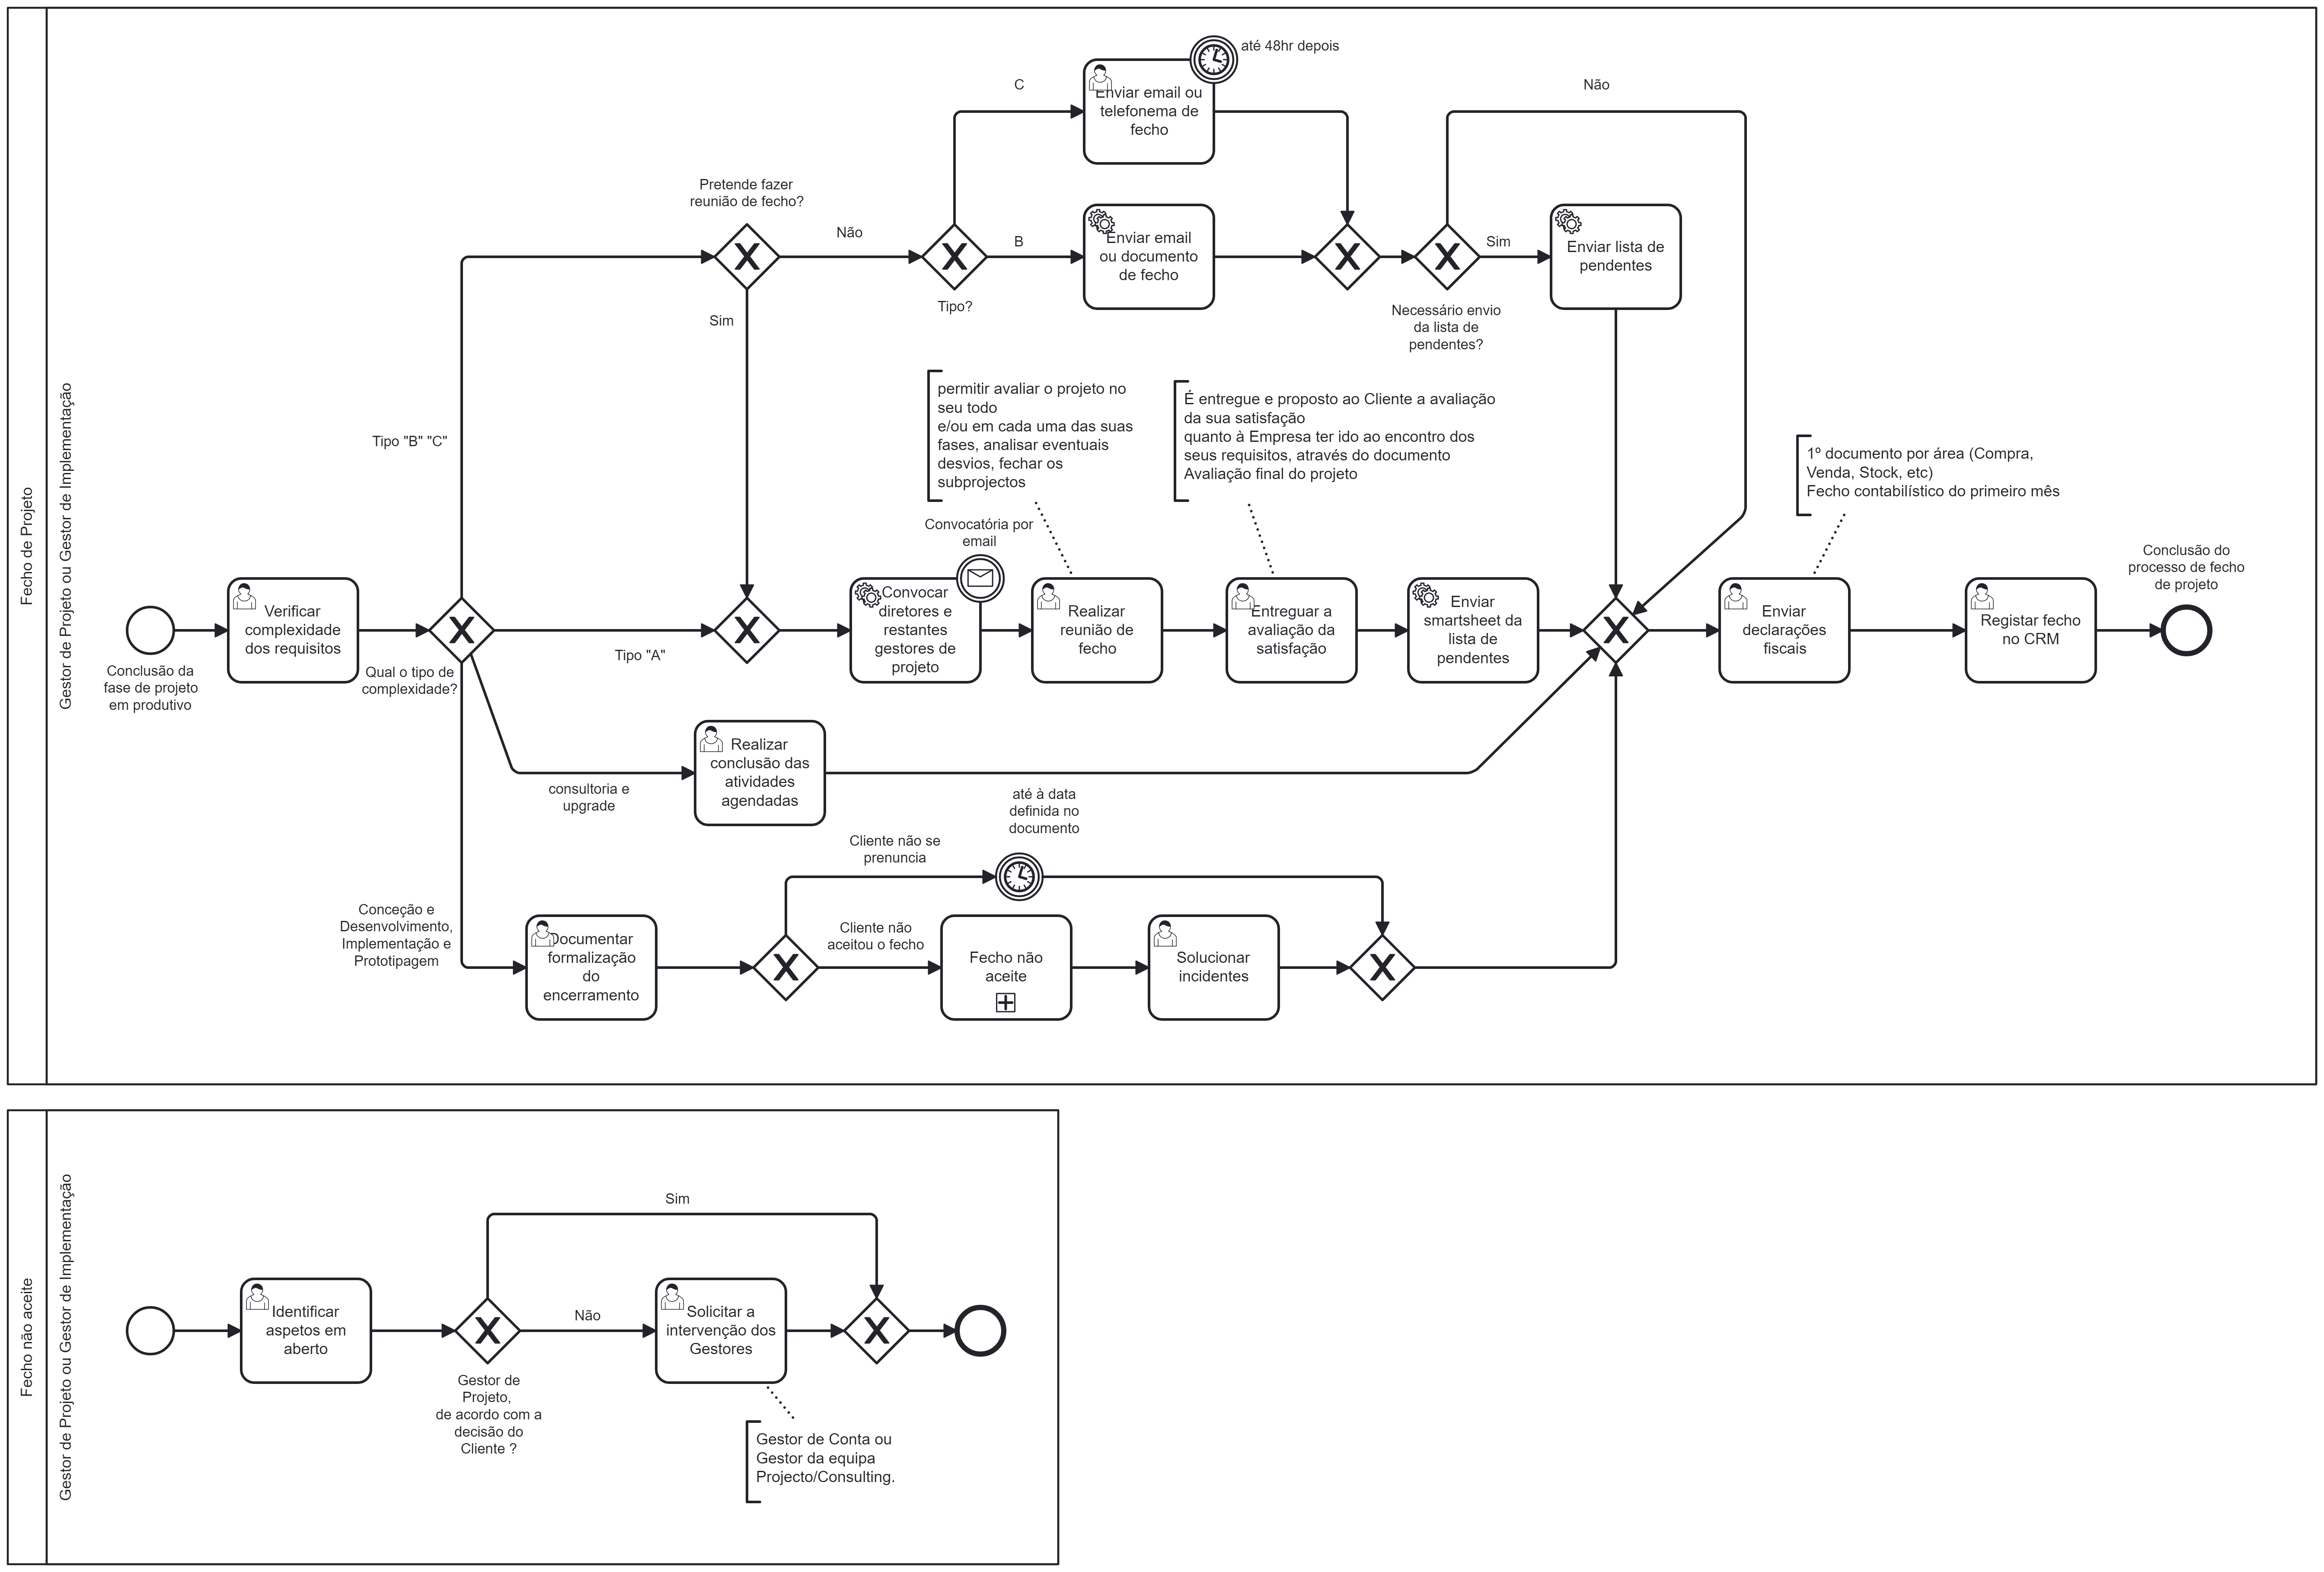 Fecho de Projeto
Gestor de Projeto ou Gestor de Implementação
até 48hr depois
C
Não
Enviar email ou
telefonema de
fecho
Pretende fazer
reunião de fecho?
Não
B
Tipo?
Enviar email
ou documento
de fecho
Sim
Enviar lista de
pendentes
Necessário envio
da lista de
pendentes?
Sim
Tipo "B" "C"
permitir avaliar o projeto no
seu todo
e/ou em cada uma das suas
fases, analisar eventuais
desvios, fechar os
subprojectos
É entregue e proposto ao Cliente a avaliação
da sua satisfação
quanto à Empresa ter ido ao encontro dos
seus requisitos, através do documento
Avaliação final do projeto
1º documento por área (Compra,
Venda, Stock, etc)
Fecho contabilístico do primeiro mês
Convocatória por
email
Conclusão do
processo de fecho
de projeto
Conclusão da
fase de projeto
em produtivo
Verificar
complexidade
dos requisitos
Qual o tipo de
complexidade?
Tipo "A"
Convocar
diretores e
restantes
gestores de
projeto
Realizar
reunião de
fecho
Entreguar a
avaliação da
satisfação
Enviar
smartsheet da
lista de
pendentes
Enviar
declarações
fiscais
Registar fecho
no CRM
consultoria e
upgrade
Realizar
conclusão das
atividades
agendadas
até à data
definida no
documento
Cliente não se
prenuncia
Conceção e
Desenvolvimento,
Implementação e
Prototipagem
Documentar
formalização
do
encerramento
Cliente não
aceitou o fecho
Fecho não
aceite
Solucionar
incidentes
Fecho não aceite
Gestor de Projeto ou Gestor de Implementação
Sim
Identificar
aspetos em
aberto
Não
Gestor de
Projeto,
de acordo com a
decisão do
Cliente ?
Solicitar a
intervenção dos
Gestores
Gestor de Conta ou
Gestor da equipa
Projecto/Consulting.